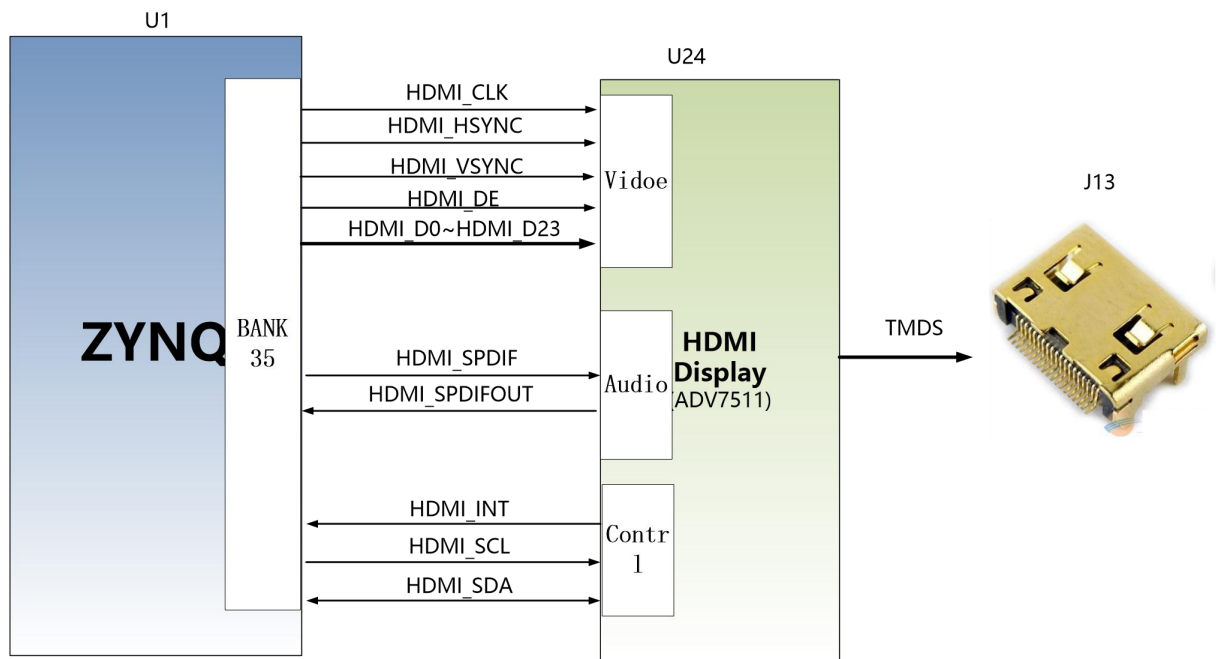 U1
U24
J13
HDMI_CLK
HDMI_HSYNC
HDMI_VSYNC
HDMI_DE
HDMI_D0~HDMI_D23
Vidoe
ZYNQ
BANK
35
HDMI_SPDIF
HDMI_SPDIFOUT
Audio
HDMI
Display
(ADV7511)
TMDS
HDMI_INT
HDMI_SCL
HDMI_SDA
Contr
l